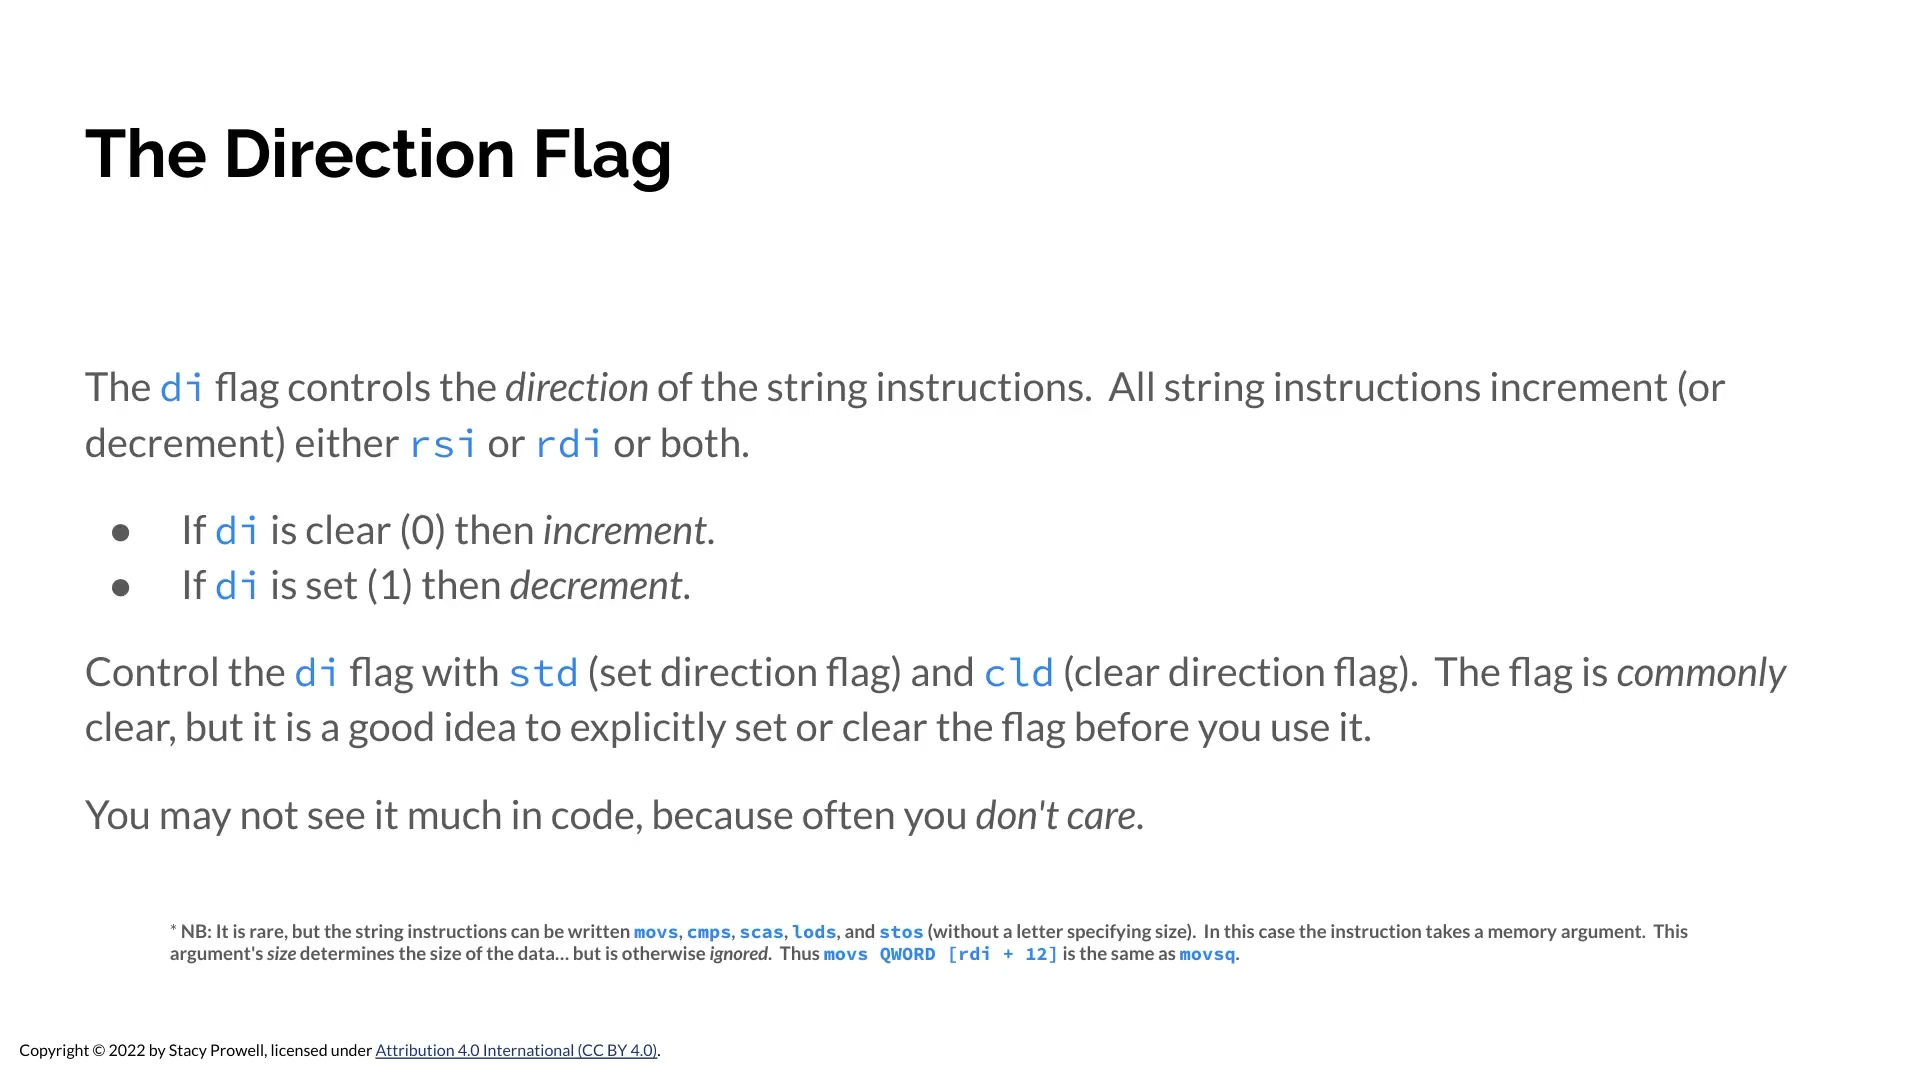 The Direction Flag
The di flag controls the direction of the string instructions.  All string instructions increment (or
decrement) either rsi or rdi or both.
● If di is clear (0) then increment.
● If di is set (1) then decrement.
Control the di flag with std (set direction flag) and cld (clear direction flag).  The flag is commonly
clear, but it is a good idea to explicitly set or clear the flag before you use it.
You may not see it much in code, because often you don't care.
* NB: It is rare, but the string instructions can be written movs, cmps, scas, lods, and stos (without a letter specifying size).  In this case the instruction takes a memory argument.  This
argument's size determines the size of the data… but is otherwise ignored.  Thus movs QWORD [rdi + 12] is the same as movsq.
Copyright © 2022 by Stacy Prowell, licensed under Attribution 4.0 International (CC BY 4.0).